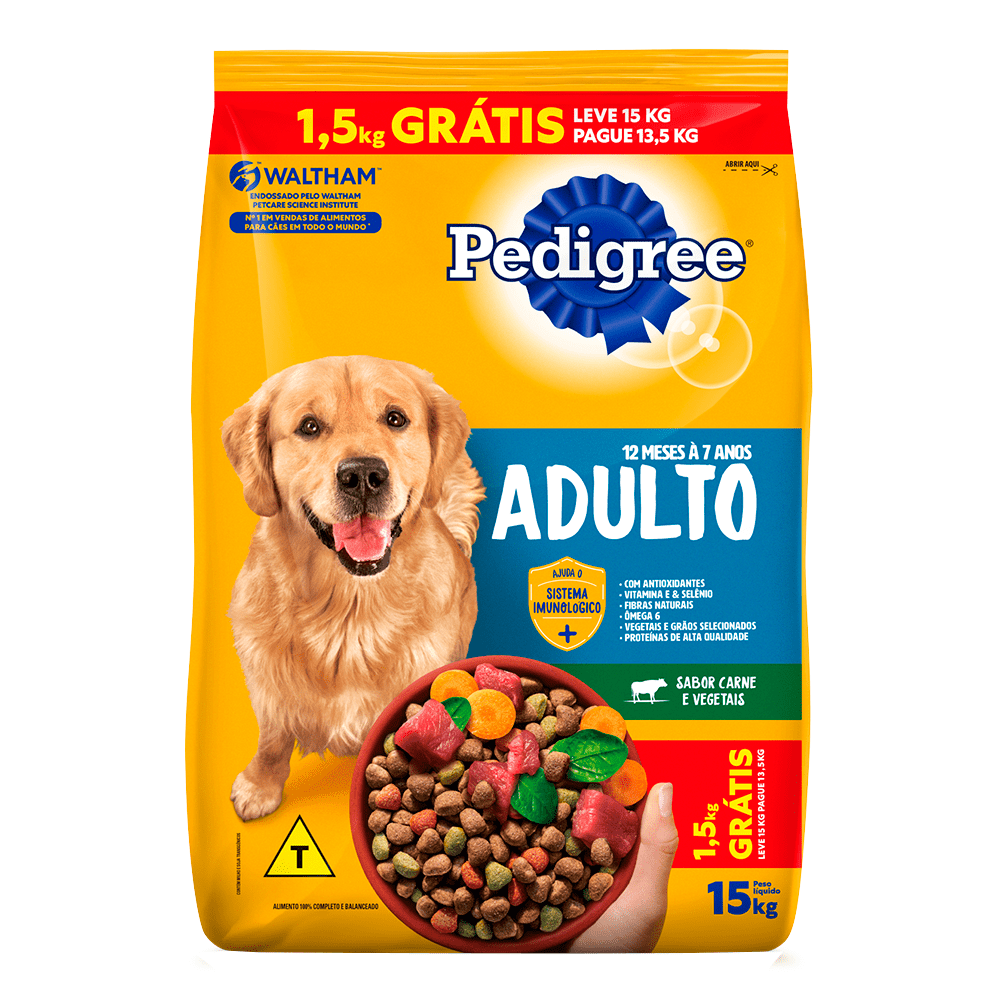 1,5kg GRÁTIS LEVE 15 KG
PAGUE 13,5 KG
WALTHAM™
ENDOSSADO PELO WALTHAM
PETCARE SCIENCE INSTITUTE
Nº 1 EM VENDAS DE ALIMENTOS
PARA CÃES EM TODO O MUNDO*
ABRIR AQUI
Pedigree®
12 MESES À 7 ANOS
ADULTO
AJUDA O
SISTEMA
IMUNOLóGICO
+
• COM ANTIOXIDANTES
• VITAMINA E & SELÊNIO
• FIBRAS NATURAIS
• ÔMEGA 6
• VEGETAIS E GRÃOS SELECIONADOS
• PROTEÍNAS DE ALTA QUALIDADE
SABOR CARNE
E VEGETAIS
1,5kg
GRÁTIS
LEVE 15 KG PAGUE 13,5KG
T
ALIMENTO 100% COMPLETO E BALANCEADO
15kg
Peso
líquido